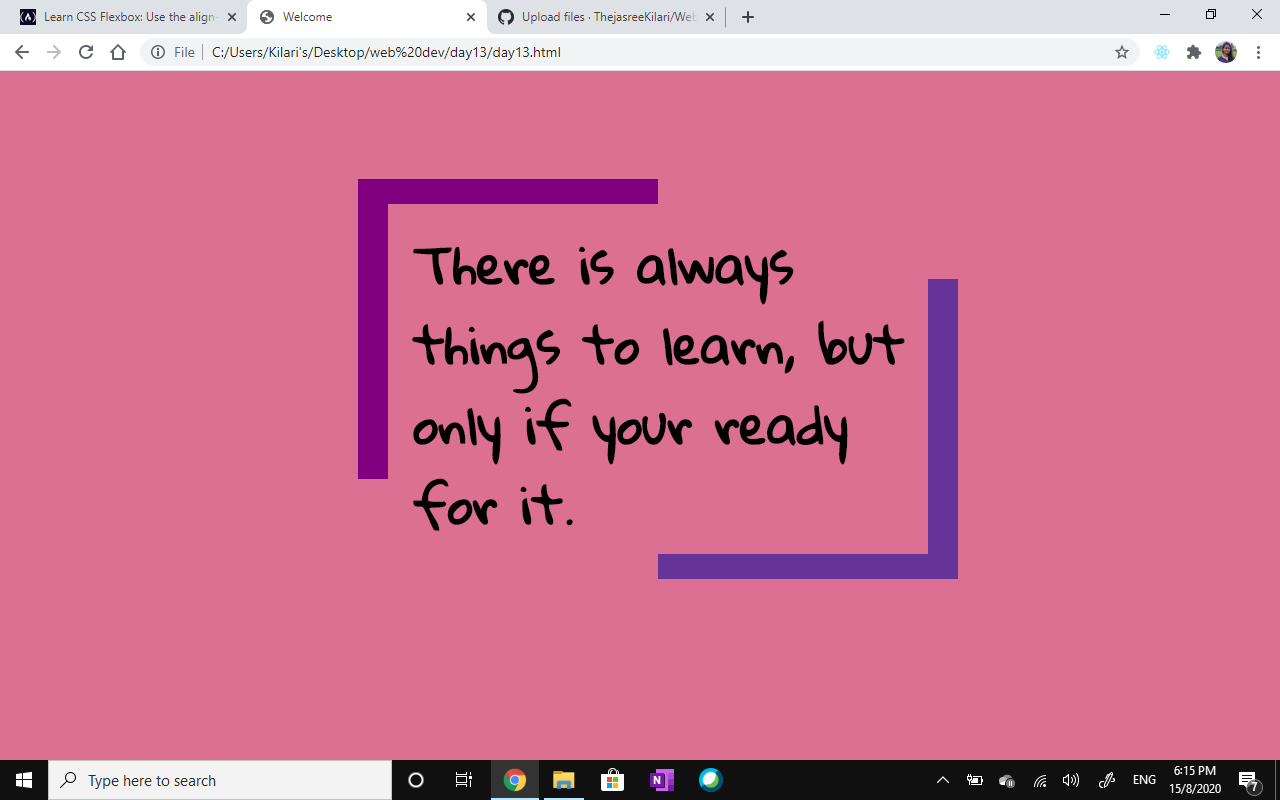 Learn CSS Flexbox: Use the align-
Welcome
Upload files · ThejasreeKilari/Web
File
C:/Users/Kilari's/Desktop/web%20dev/day13/day13.html
There is always
things to learn, but
only if your ready
for it.
Type here to search
N
ENG
6:15 PM
15/8/2020
7